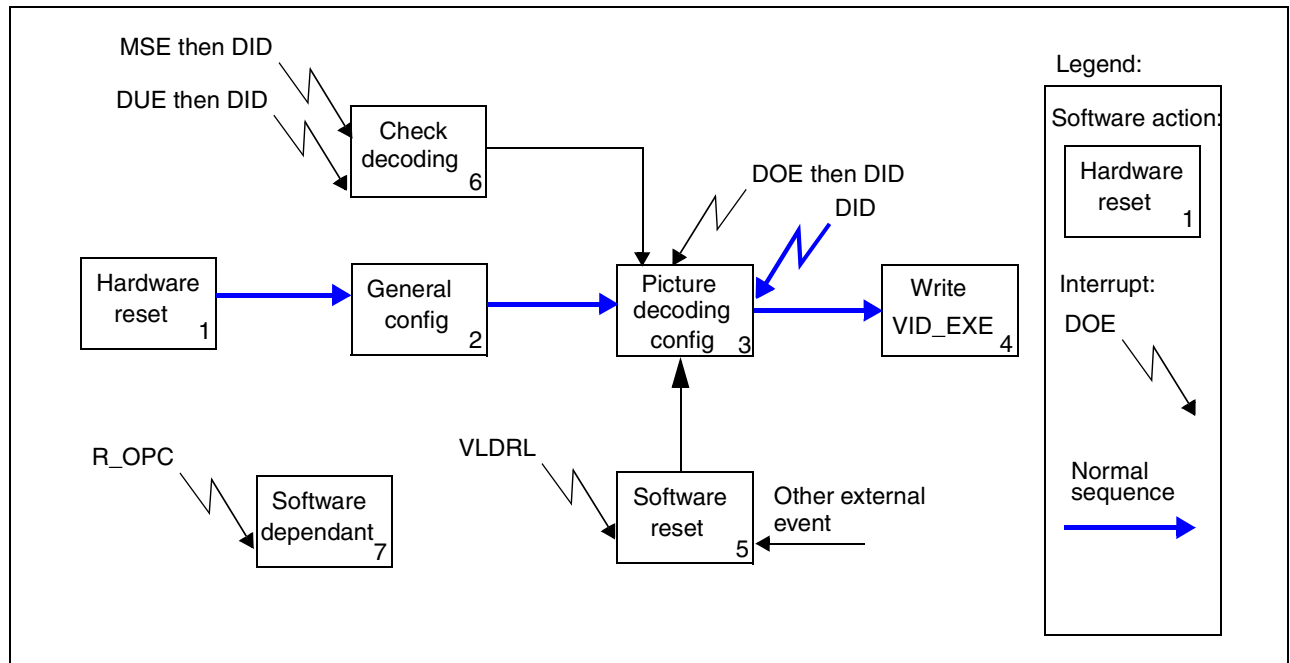 MSE then DID
DUE then DID
Check
decoding
6
DOE then DID
DID
Hardware
reset
1
General
config
2
Picture
decoding
config
3
Write
VID_EXE
4
R_OPC
Software
dependant
7
VLDRL
Software
reset
5
Other external
event
Legend:
Software action:
Hardware
reset
1
Interrupt:
DOE
Normal
sequence